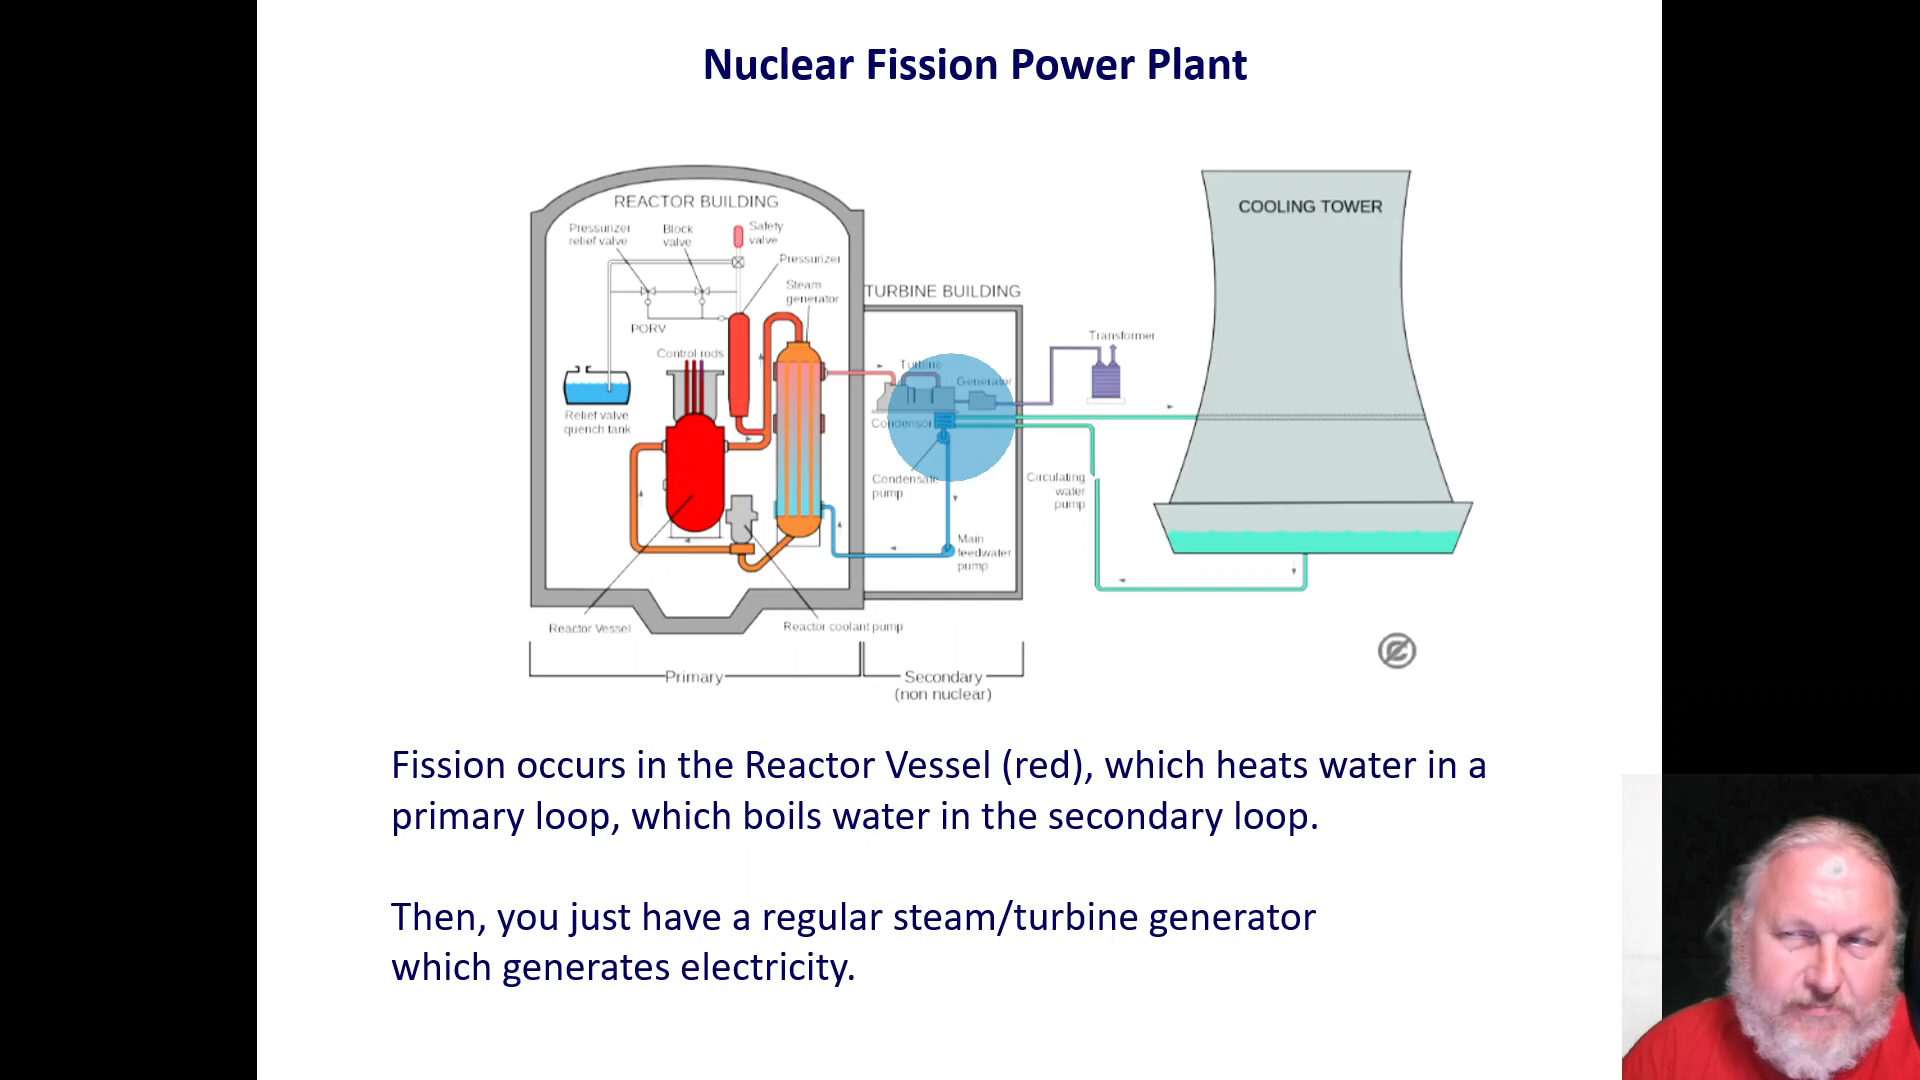 Nuclear Fission Power Plant
REACTOR BUILDING
Pressurizer
relief valve
Block
valve
Safety
valve
Pressurizer
Steam
generator
PORV
Control rods
Relief valve
quench tank
Reactor Vessel
Reactor coolant pump
Primary
TURBINE BUILDING
Turbine
Generator
Condensor
Condensate
pump
Main
feedwater
pump
Secondary
(non nuclear)
Transformer
Circulating
water
pump
COOLING TOWER
Fission occurs in the Reactor Vessel (red), which heats water in a
primary loop, which boils water in the secondary loop.
Then, you just have a regular steam/turbine generator
which generates electricity.